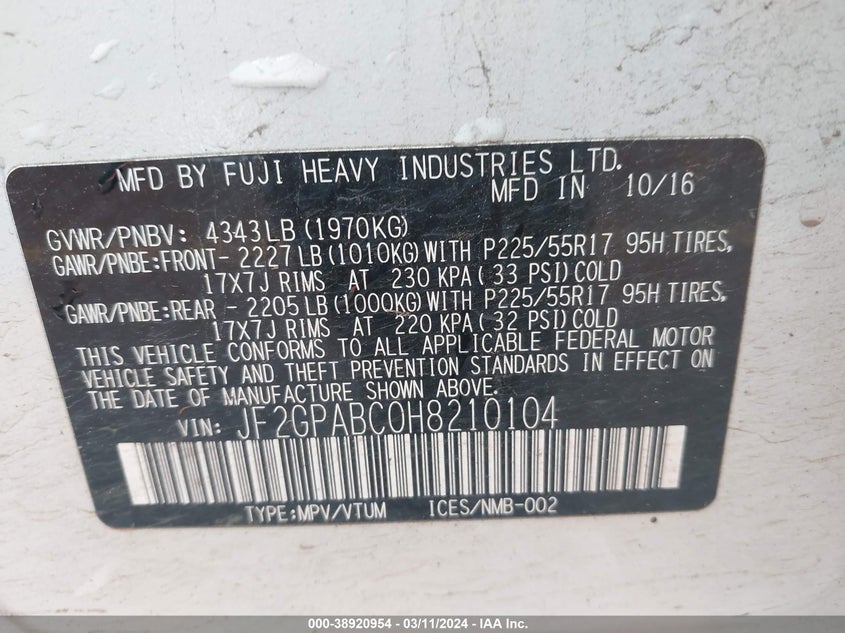 MFD BY FUJI HEAVY INDUSTRIES LTD.
MFD IN 10/16
GVWR/PNBV: 4343LB (1970KG)
GAWR/PNBE:FRONT- 2227LB (1010KG)WITH P225/55R17 95H TIRES,
17X7J RIMS AT 230 KPA( 33 PSI)COLD
GAWR/PNBE:REAR - 2205LB (1000KG)WITH P225/55R17 95H TIRES,
17X7J RIMS AT 220 KPA( 32 PSI)COLD
THIS VEHICLE CONFORMS TO ALL APPLICABLE FEDERAL MOTOR
VEHICLE SAFETY AND THEFT PREVENTION STANDARDS IN EFFECT ON
THE DATE OF MANUFACTURE SHOWN ABOVE.
VIN: JF2GPABC0H8210104
TYPE:MPV/VTUM ICES/NMB-002
000-38920954 - 03/11/2024 - IAA Inc.